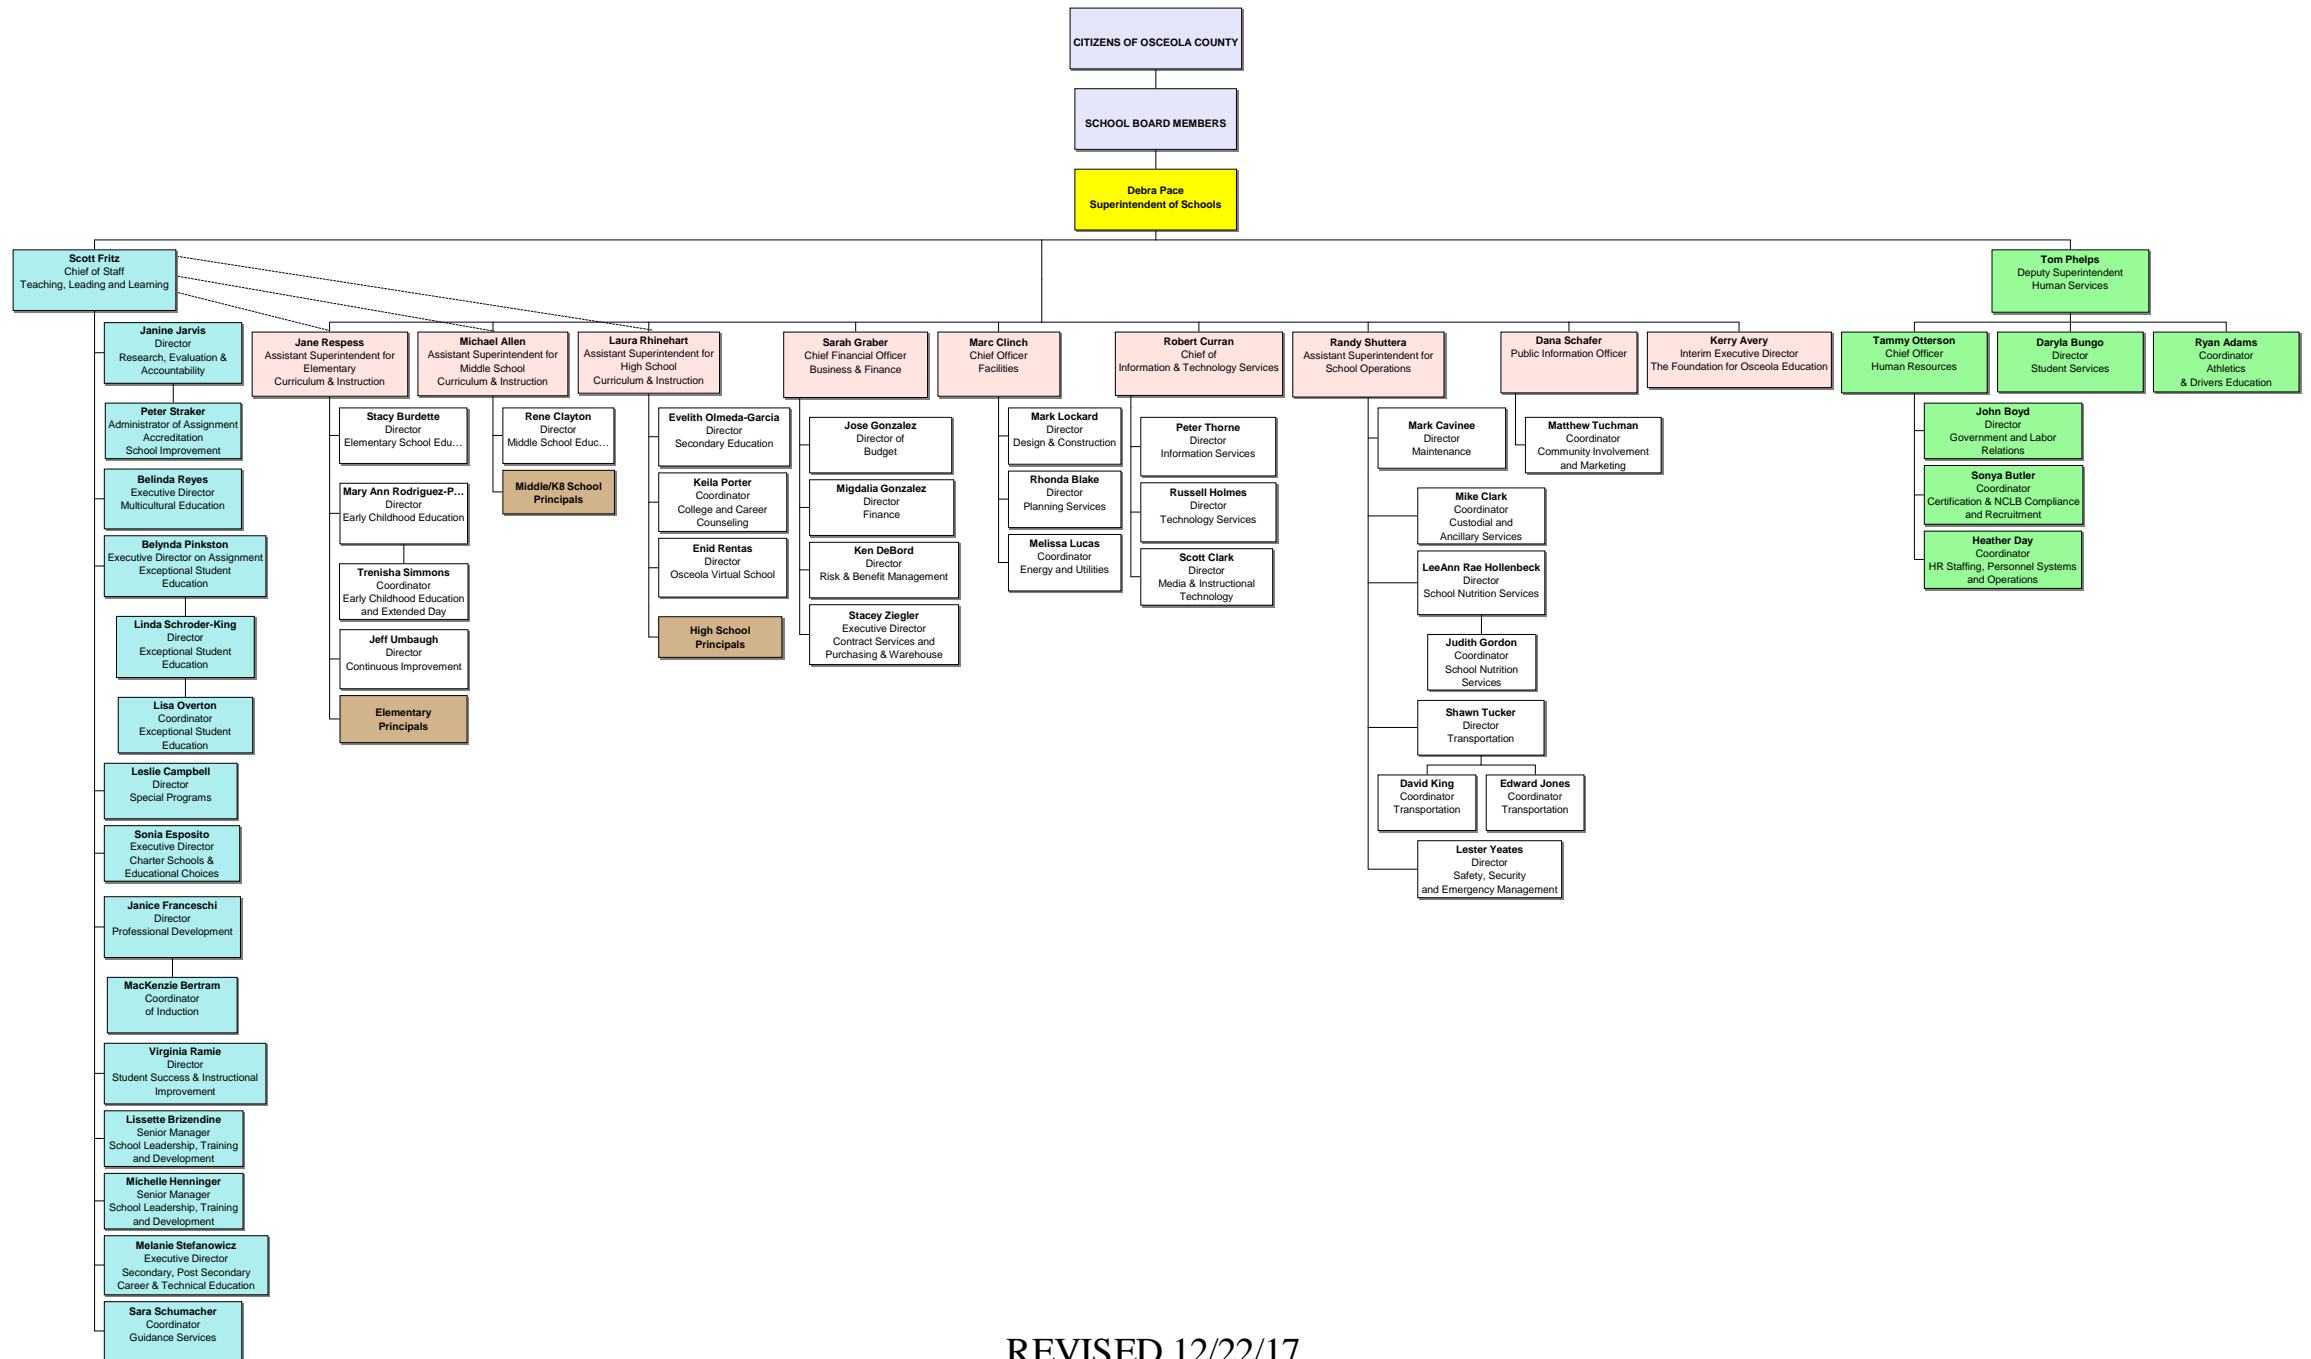 CITIZENS OF OSCEOLA COUNTY
SCHOOL BOARD MEMBERS
Debra Pace
Superintendent of Schools
Scott Fritz
Chief of Staff
Teaching, Leading and Learning
Tom Phelps
Deputy Superintendent
Human Services
Janine Jarvis
Director
Research, Evaluation &
Accountability
Peter Straker
Administrator of Assignment
Accreditation
School Improvement
Belinda Reyes
Executive Director
Multicultural Education
Belynda Pinkston
Executive Director on Assignment
Exceptional Student
Education
Linda Schroder-King
Director
Exceptional Student
Education
Lisa Overton
Coordinator
Exceptional Student
Education
Leslie Campbell
Director
Special Programs
Sonia Esposito
Executive Director
Charter Schools &
Educational Choices
Janice Franceschi
Director
Professional Development
MacKenzie Bertram
Coordinator
of Induction
Virginia Ramie
Director
Student Success & Instructional
Improvement
Lissette Brizendine
Senior Manager
School Leadership, Training
and Development
Michelle Henninger
Senior Manager
School Leadership, Training
and Development
Melanie Stefanowicz
Executive Director
Secondary, Post Secondary
Career & Technical Education
Sara Schumacher
Coordinator
Guidance Services
Jane Respess
Assistant Superintendent for
Elementary
Curriculum & Instruction
Stacy Burdette
Director
Elementary School Edu...
Mary Ann Rodriguez-P...
Director
Early Childhood Education
Trenisha Simmons
Coordinator
Early Childhood Education
and Extended Day
Jeff Umbaugh
Director
Continuous Improvement
Elementary
Principals
Michael Allen
Assistant Superintendent for
Middle School
Curriculum & Instruction
Rene Clayton
Director
Middle School Educ...
Middle/K8 School
Principals
Laura Rhinehart
Assistant Superintendent for
High School
Curriculum & Instruction
Evelith Olmeda-Garcia
Director
Secondary Education
Keila Porter
Coordinator
College and Career
Counseling
Enid Rentas
Director
Osceola Virtual School
High School
Principals
Sarah Graber
Chief Financial Officer
Business & Finance
Jose Gonzalez
Director of
Budget
Migdalia Gonzalez
Director
Finance
Ken DeBord
Director
Risk & Benefit Management
Stacey Ziegler
Executive Director
Contract Services and
Purchasing & Warehouse
Marc Clinch
Chief Officer
Facilities
Mark Lockard
Director
Design & Construction
Rhonda Blake
Director
Planning Services
Melissa Lucas
Coordinator
Energy and Utilities
Robert Curran
Chief of
Information & Technology Services
Peter Thorne
Director
Information Services
Russell Holmes
Director
Technology Services
Scott Clark
Director
Media & Instructional
Technology
Randy Shuttera
Assistant Superintendent for
School Operations
Mark Cavinee
Director
Maintenance
Mike Clark
Coordinator
Custodial and
Ancillary Services
LeeAnn Rae Hollenbeck
Director
School Nutrition Services
Judith Gordon
Coordinator
School Nutrition
Services
Shawn Tucker
Director
Transportation
David King
Coordinator
Transportation
Edward Jones
Coordinator
Transportation
Lester Yeates
Director
Safety, Security
and Emergency Management
Dana Schafer
Public Information Officer
Matthew Tuchman
Coordinator
Community Involvement
and Marketing
Kerry Avery
Interim Executive Director
The Foundation for Osceola Education
Tammy Otterson
Chief Officer
Human Resources
John Boyd
Director
Government and Labor
Relations
Sonya Butler
Coordinator
Certification & NCLB Compliance
and Recruitment
Heather Day
Coordinator
HR Staffing, Personnel Systems
and Operations
Daryla Bungo
Director
Student Services
Ryan Adams
Coordinator
Athletics
& Drivers Education
REVISED 12/22/17